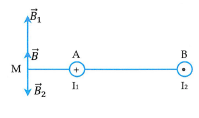 B⃗₁
B⃗
A B
M + •
B⃗₂ I₁ I₂